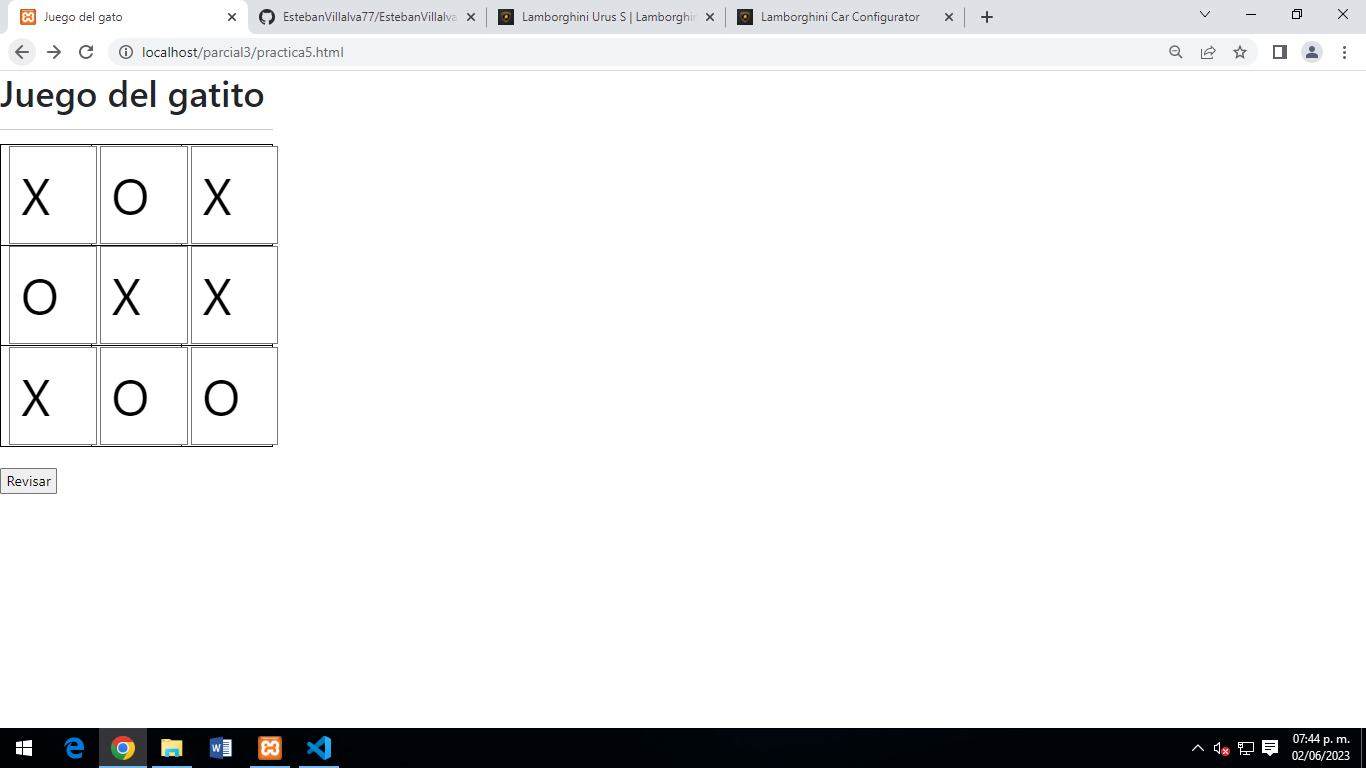 Juego del gato
EstebanVillalva77/EstebanVillalva
Lamborghini Urus S | Lamborghin
Lamborghini Car Configurator
localhost/parcial3/practica5.html
Juego del gatito
X O X
O X X
X O O
Revisar
07:44 p. m.
02/06/2023